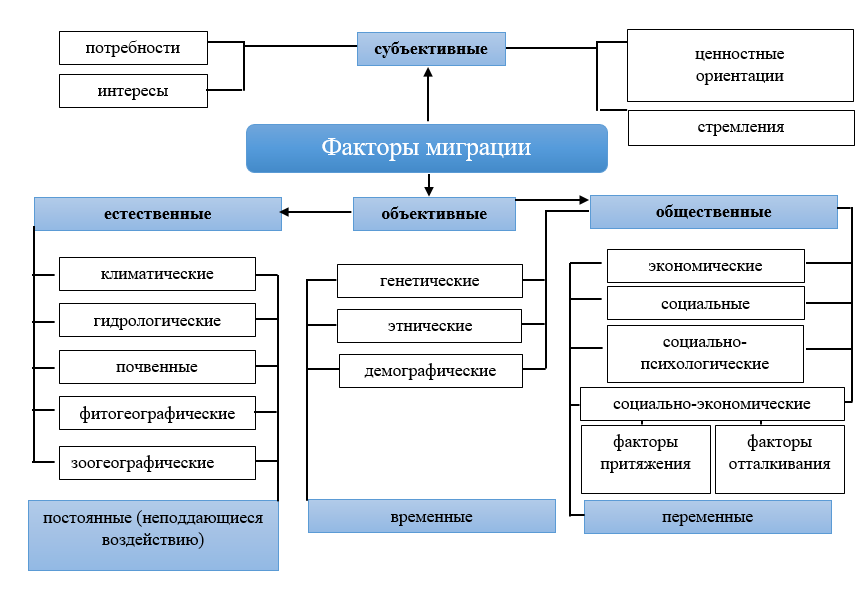 потребности
субъективные
ценностные
ориентации
интересы
стремления
Факторы миграции
естественные
объективные
общественные
климатические
генетические
экономические
гидрологические
этнические
социальные
почвенные
демографические
социально-
психологические
фитогеографические
социально-экономические
зоогеографические
факторы
притяжения
факторы
отталкивания
постоянные (неподдающиеся
воздействию)
временные
переменные